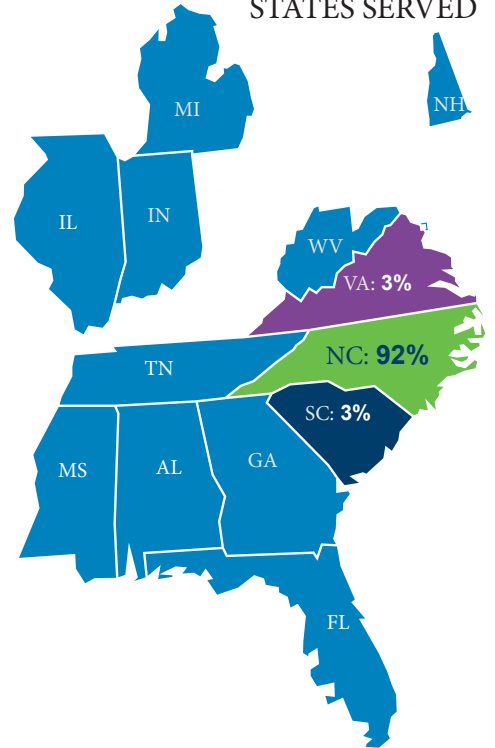 STATES SERVED
MI
NH
IL
IN
WV
VA: 3%
NC: 92%
TN
SC: 3%
MS
AL
GA
FL